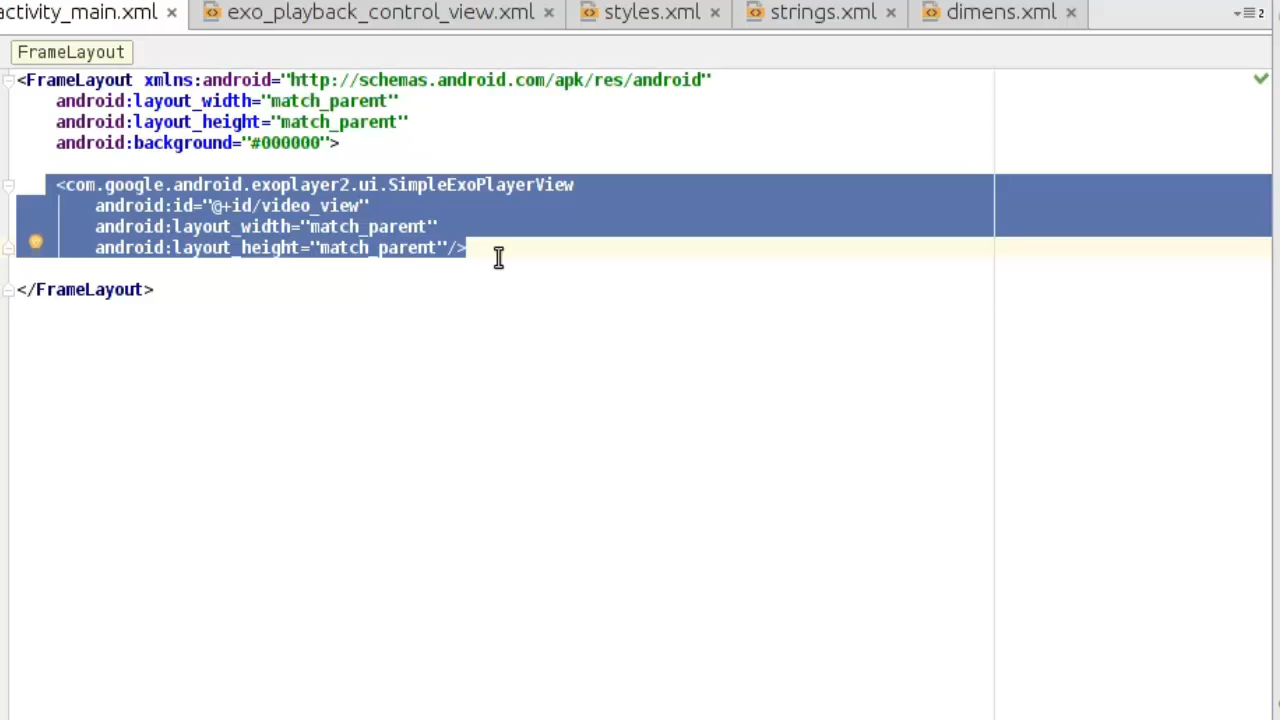 activity_main.xml exo_playback_control_view.xml styles.xml strings.xml dimens.xml 2
FrameLayout
<FrameLayout xmlns:android="http://schemas.android.com/apk/res/android"
    android:layout_width="match_parent"
    android:layout_height="match_parent"
    android:background="#000000">
    <com.google.android.exoplayer2.ui.SimpleExoPlayerView
        android:id="@+id/video_view"
        android:layout_width="match_parent"
        android:layout_height="match_parent"/>
</FrameLayout>